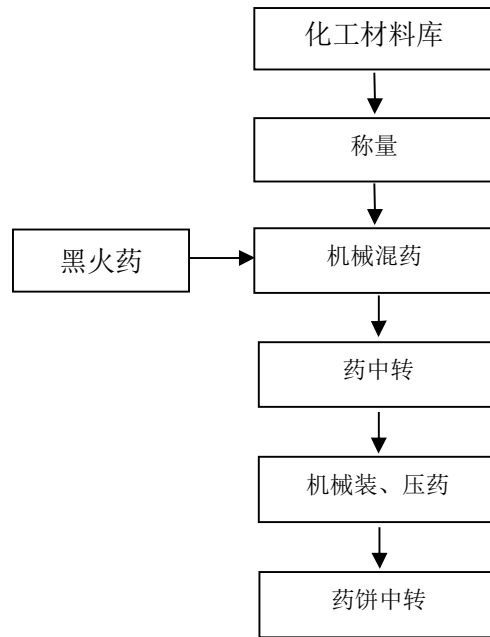 化工材料库
称量
黑火药
机械混药
药中转
机械装、压药
药饼中转